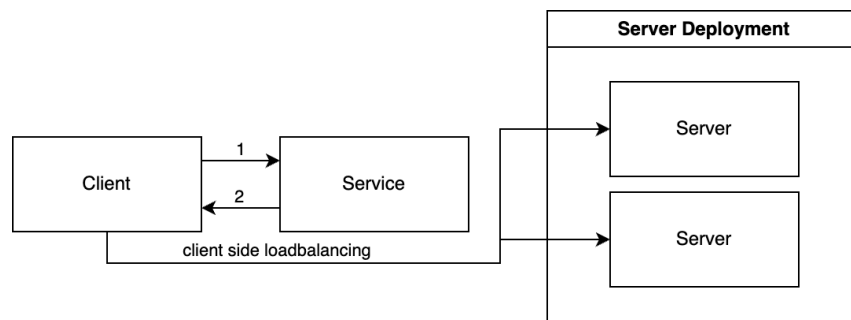 Server Deployment
Server
1
Client
Service
2
Server
client side loadbalancing